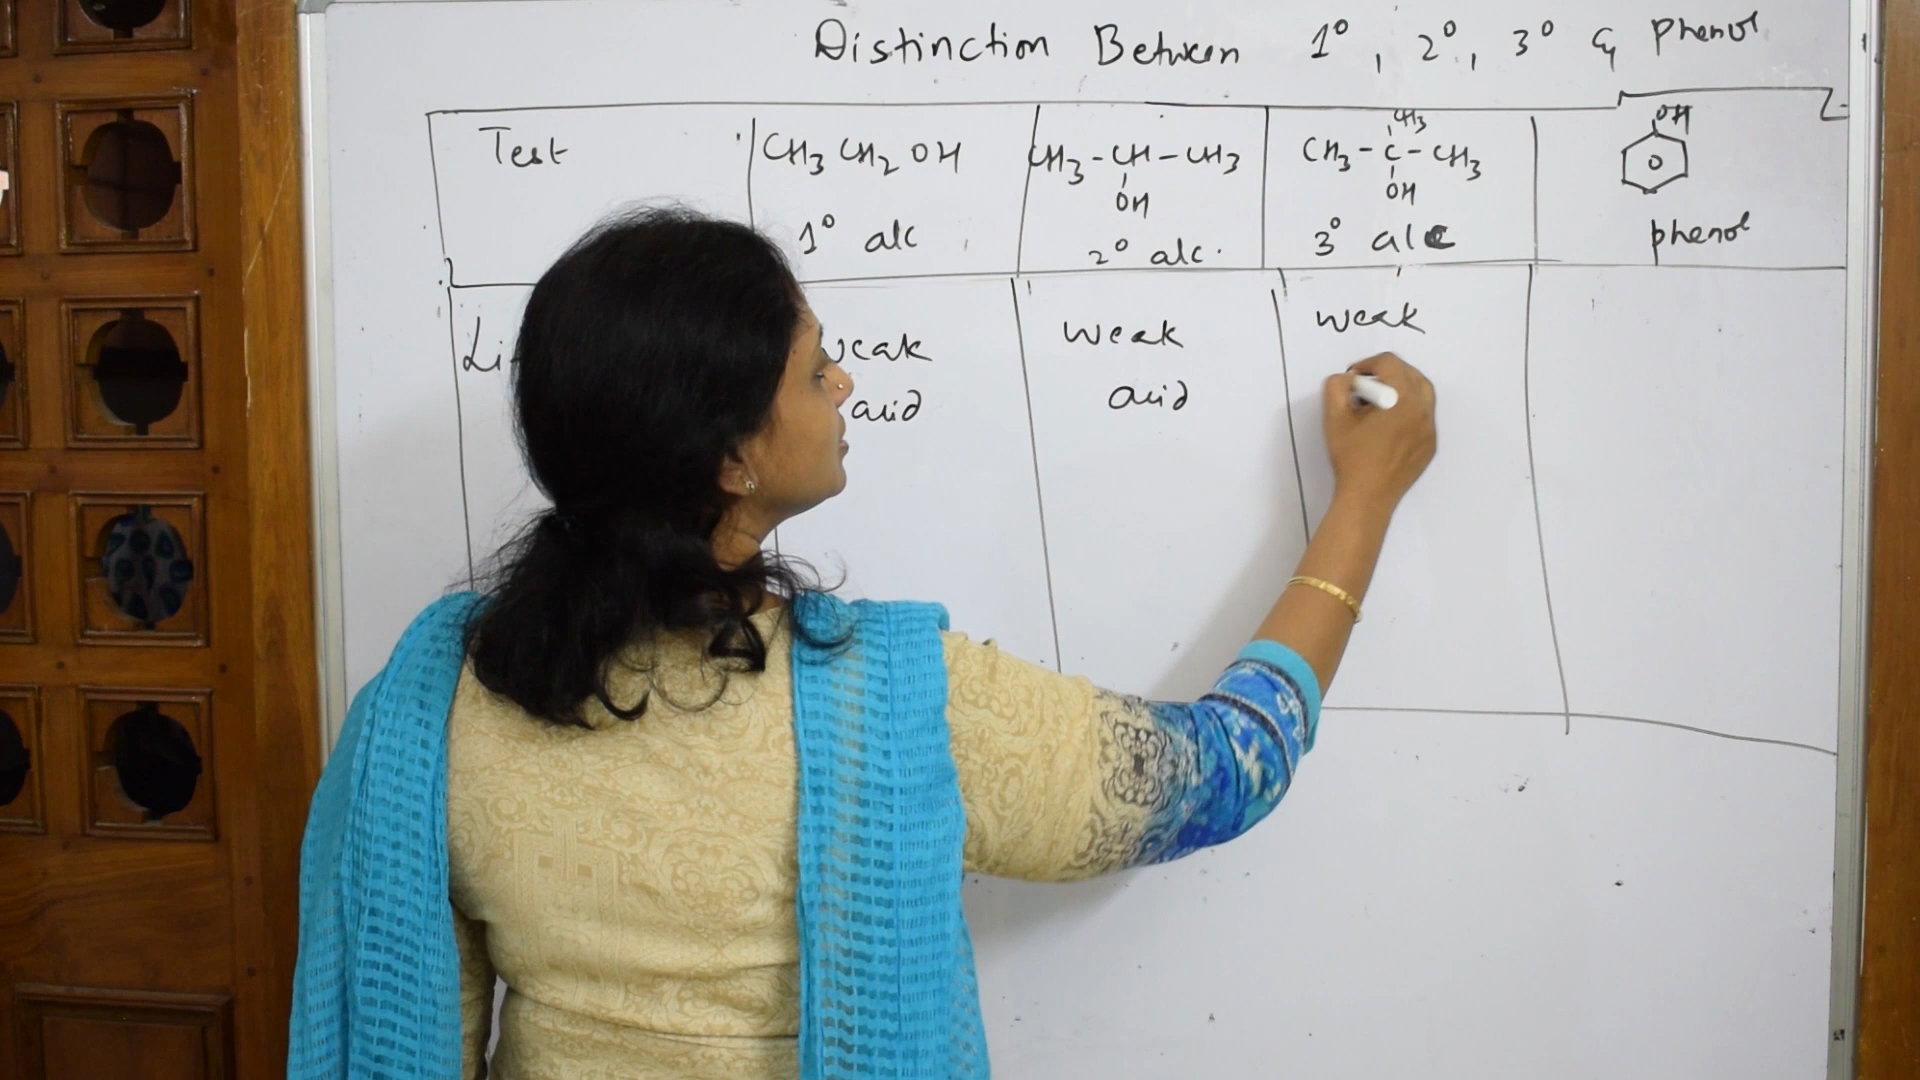 Distinction Between 1°, 2°, 3° & Phenol
Test
CH3 CH2 OH
1° alc
CH3-CH-CH3
OH
2° alc.
CH3
CH3-C-CH3
OH
3° alc
OH
phenol
Li
weak
acid
weak
acid
weak